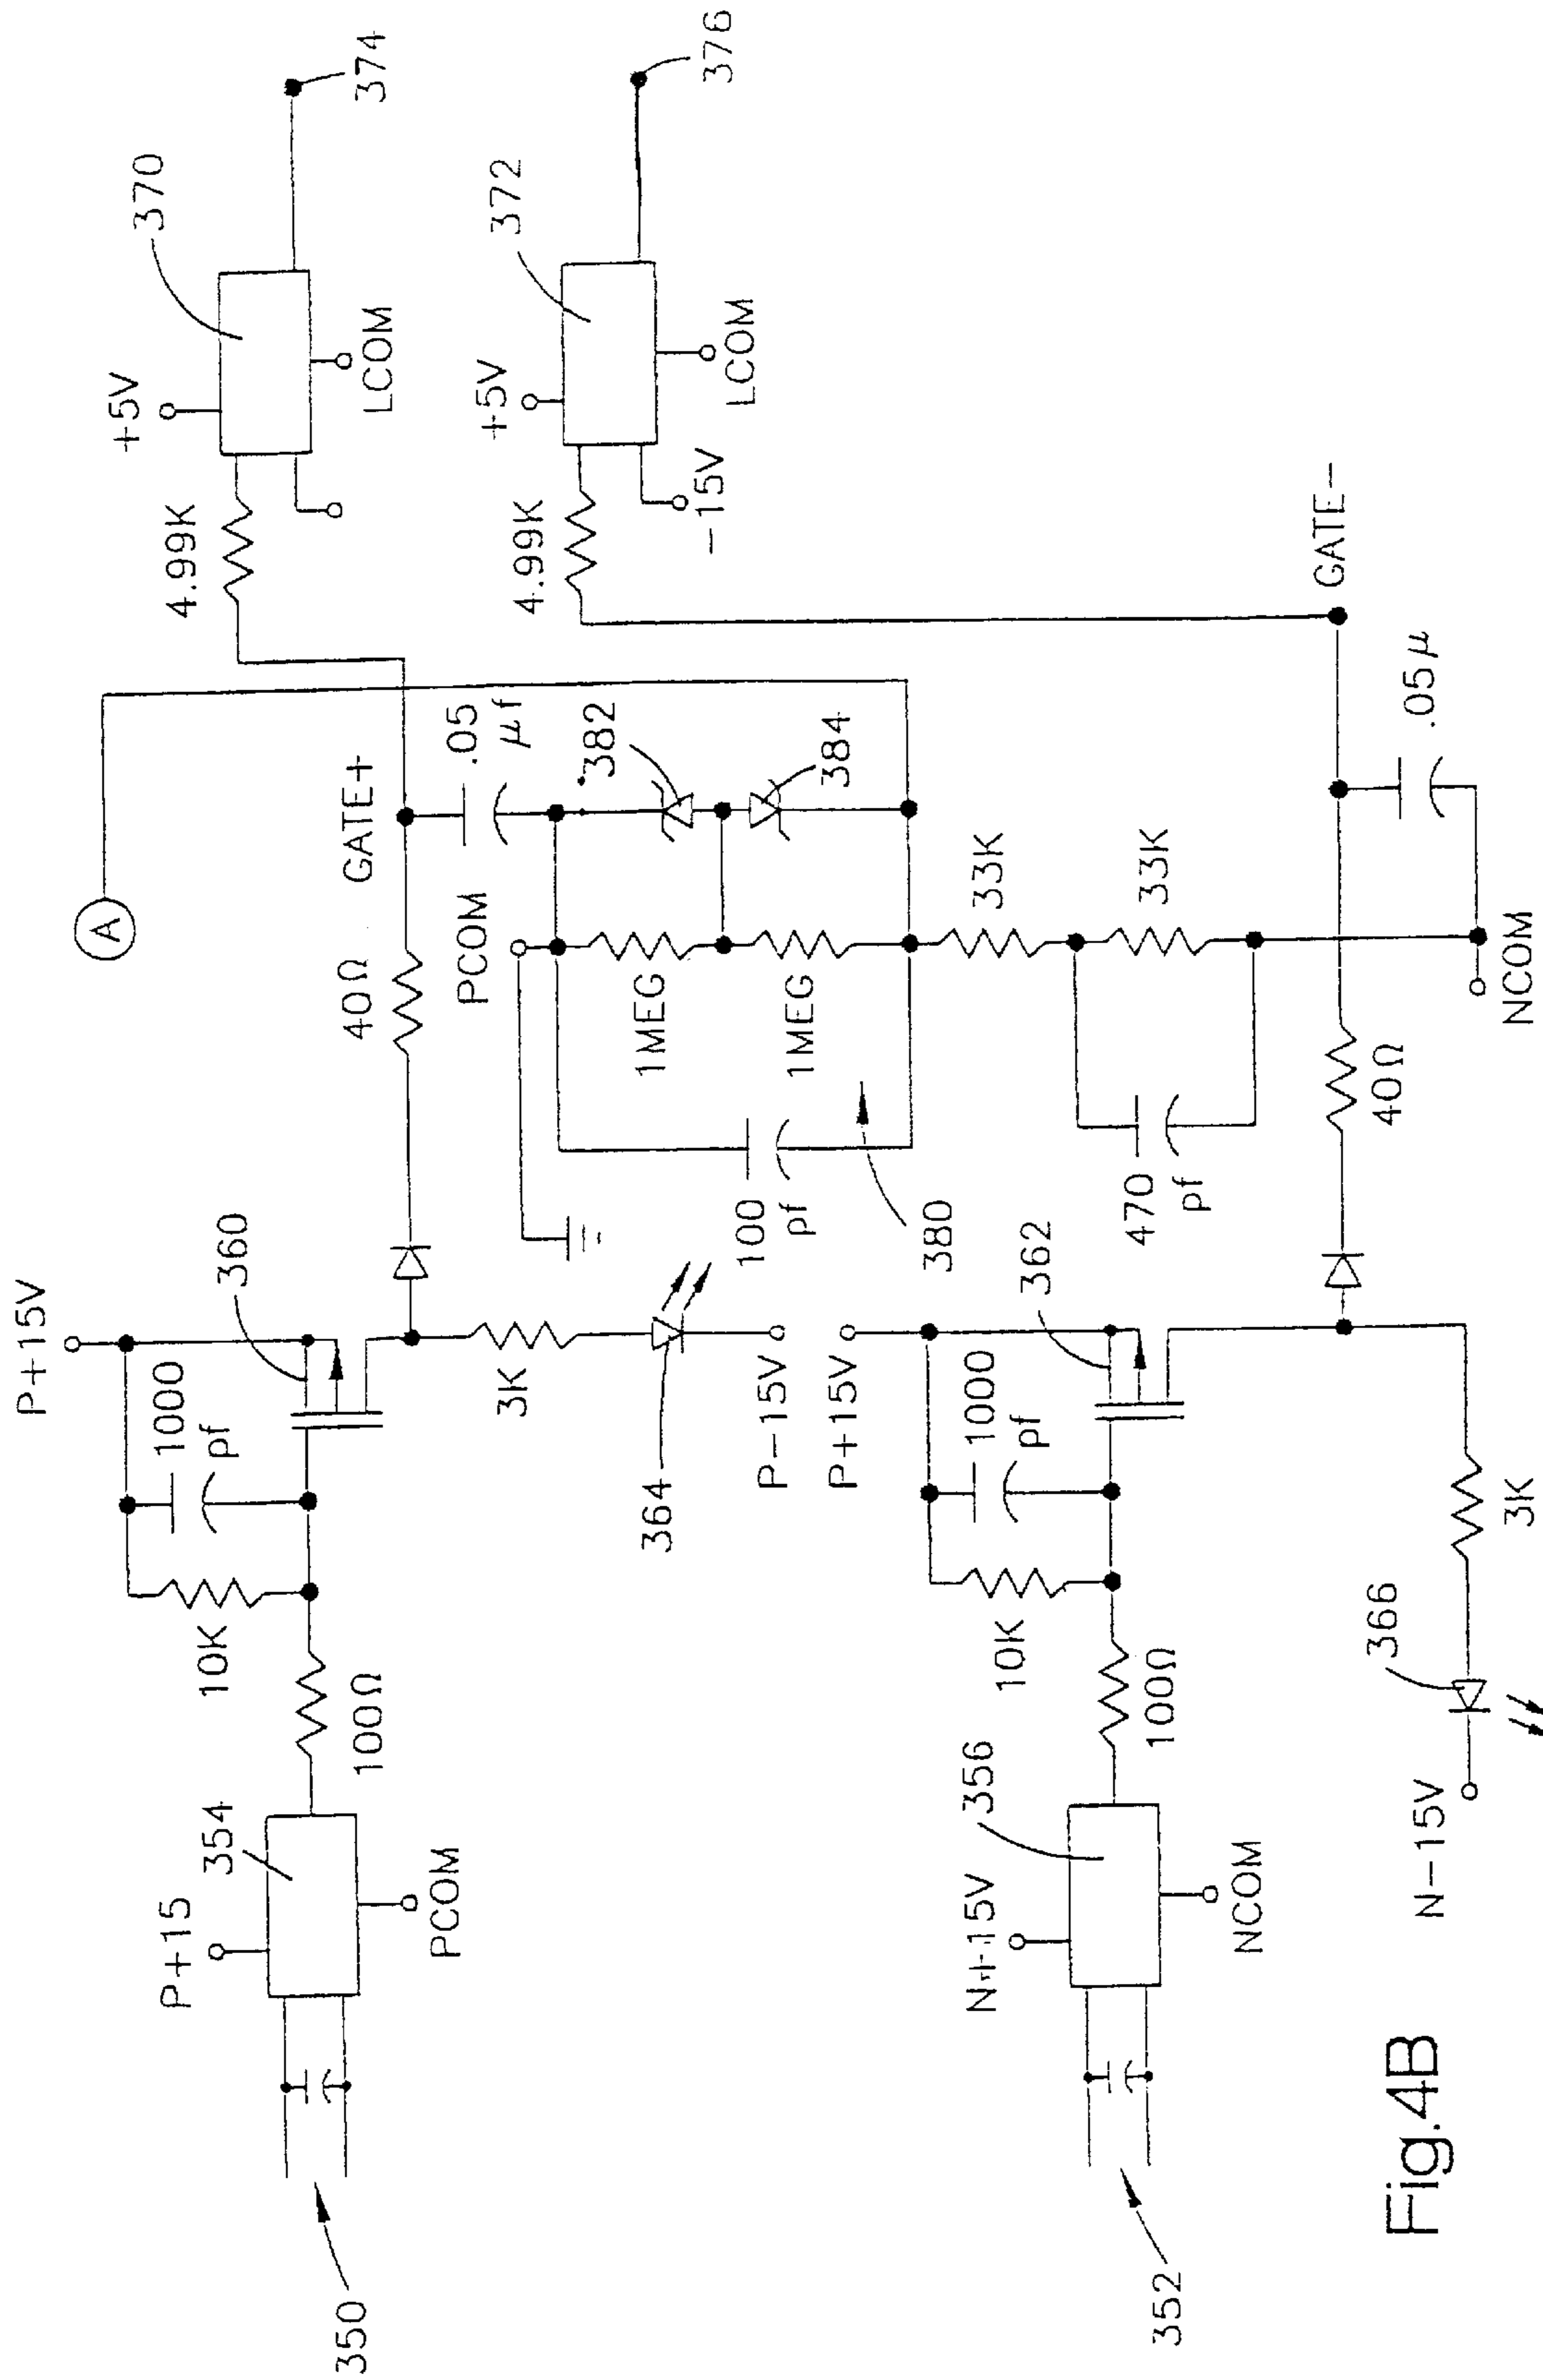 350
P+15
354
PCOM
100Ω
10K
1000
pf
P+15V
360
3K
364
P-15V
40Ω
GATE+
A
4.99K
+5V
370
LCOM
374
PCOM
.05
μf
1MEG
1MEG
382
384
100
pf
380
33K
33K
470
pf
4.99K
+5V
372
-15V
LCOM
376
352
N+15V
356
NCOM
100Ω
10K
1000
pf
P+15V
362
366
N-15V
3K
40Ω
NCOM
.05μ
GATE-
Fig.4B